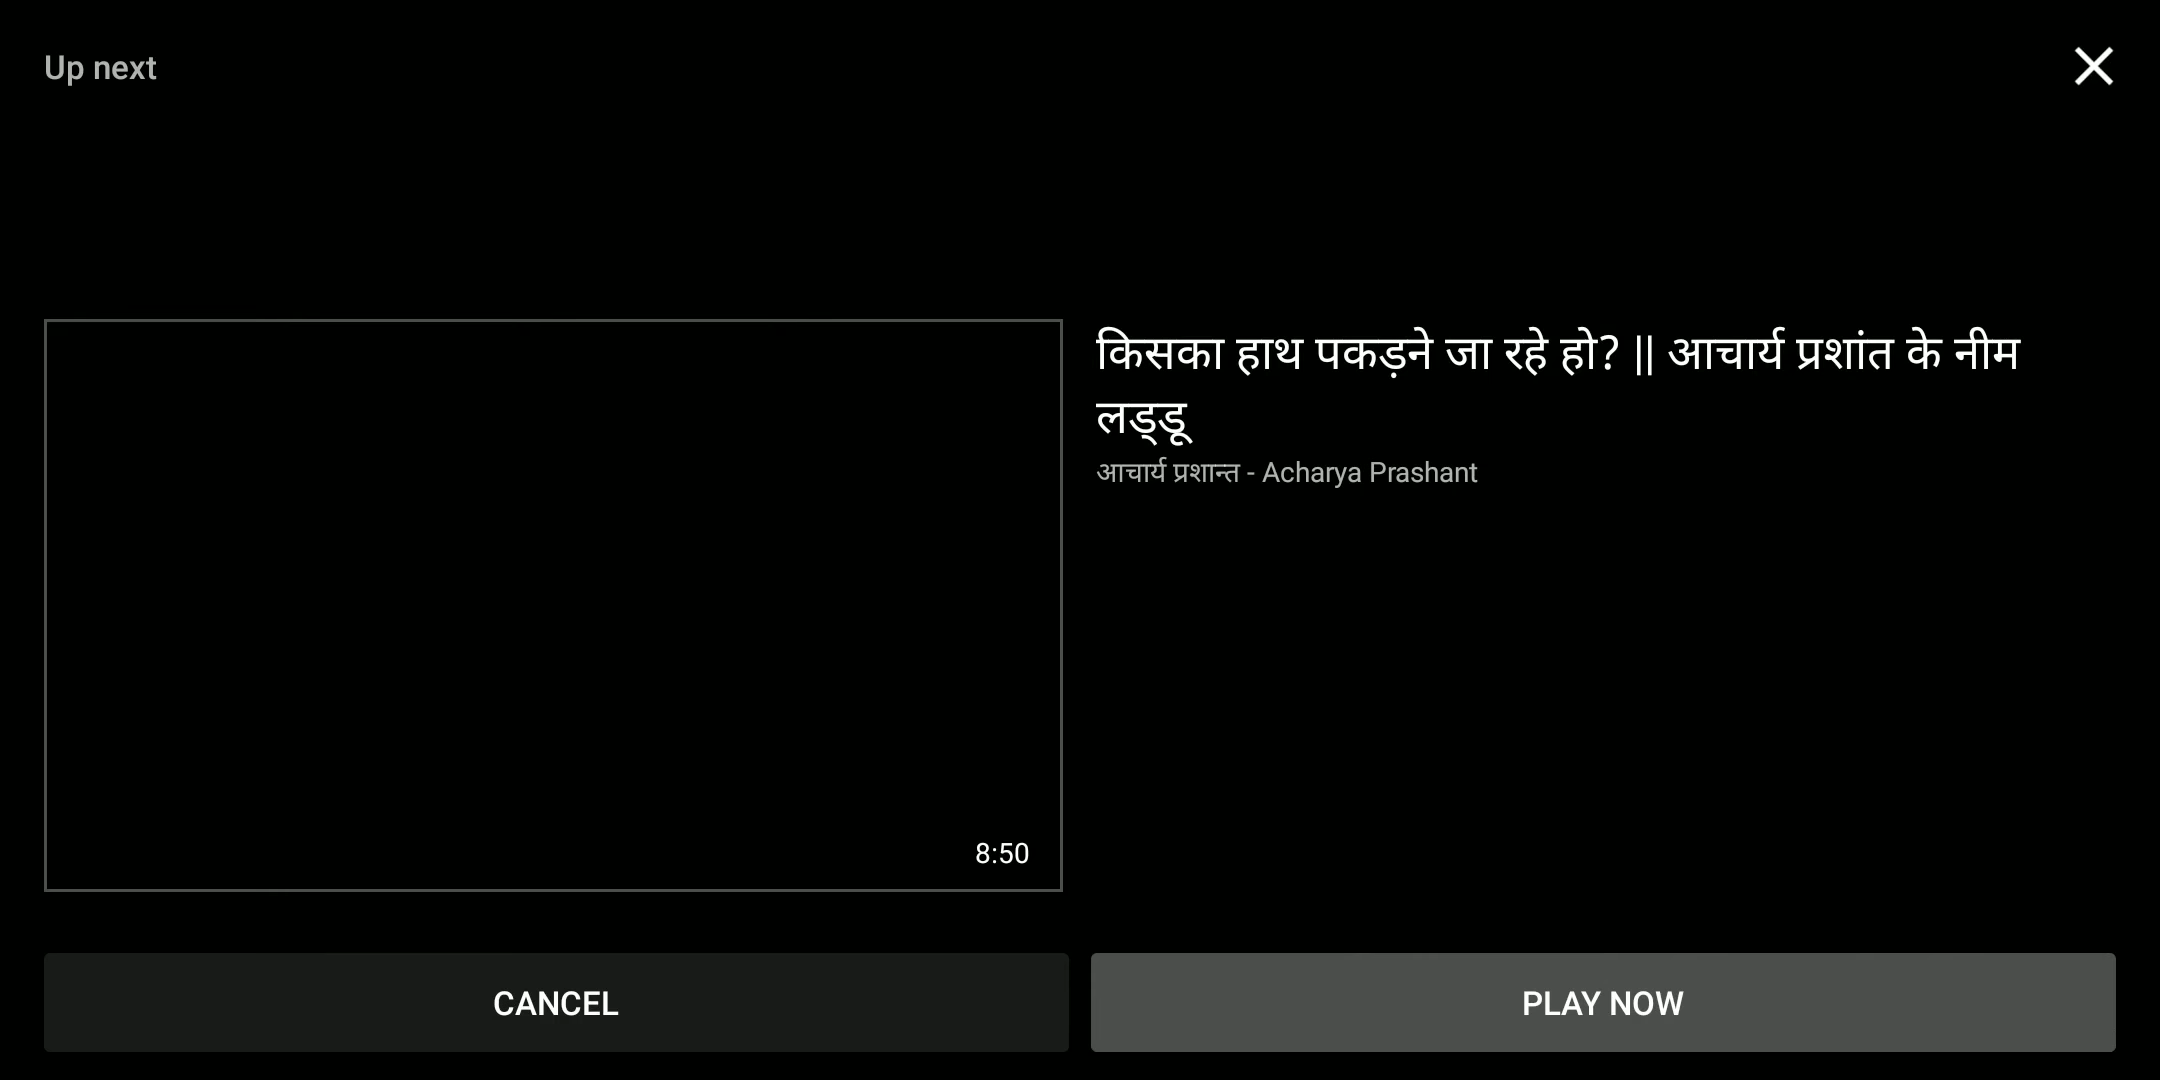 Up next
किसका हाथ पकड़ने जा रहे हो? || आचार्य प्रशांत के नीम
लड्डू
आचार्य प्रशान्त - Acharya Prashant
8:50
CANCEL
PLAY NOW